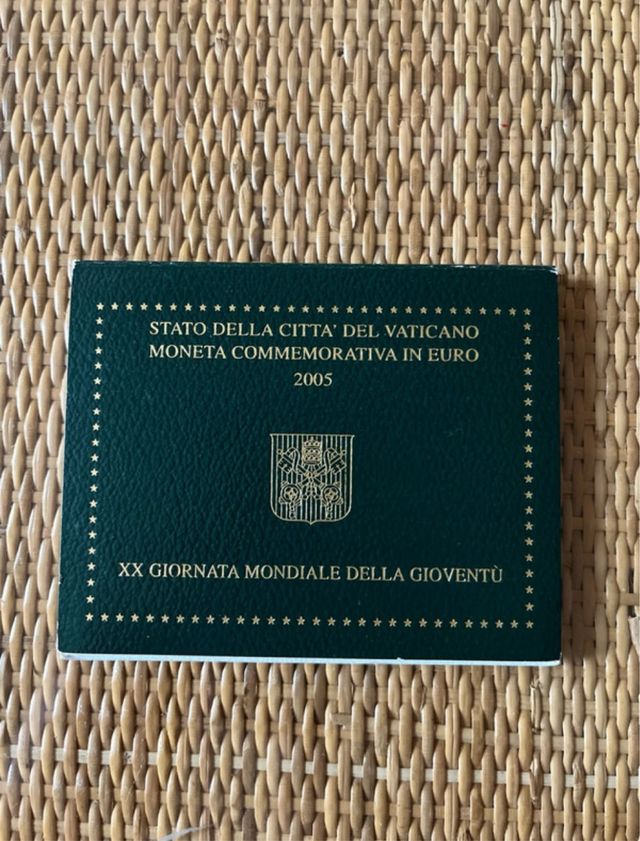 STATO DELLA CITTA' DEL VATICANO
MONETA COMMEMORATIVA IN EURO
2005
XX GIORNATA MONDIALE DELLA GIOVENTÙ